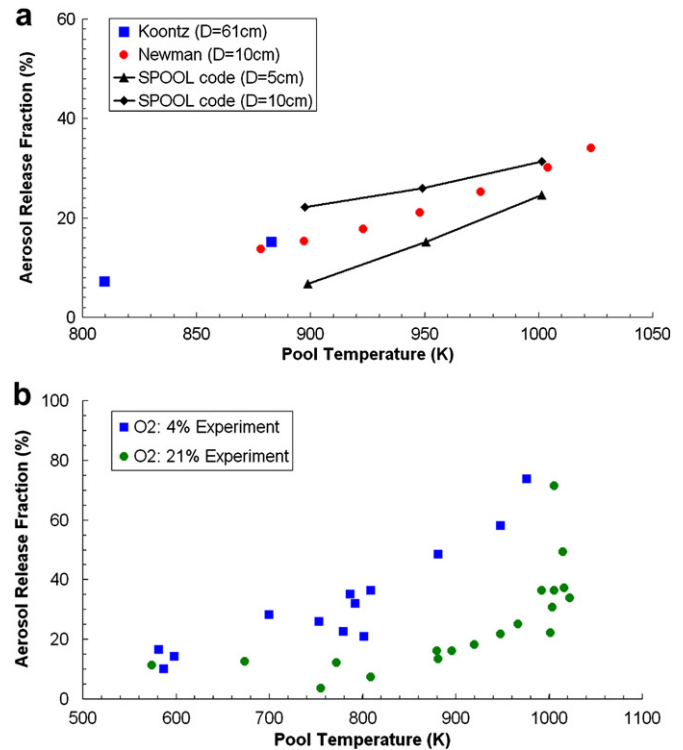 a
60
40
20
0
Aerosol Release Fraction (%)
Koontz (D=61cm)
Newman (D=10cm)
SPOOL code (D=5cm)
SPOOL code (D=10cm)
800 850 900 950 1000 1050
Pool Temperature (K)
b
100
80
60
40
20
0
Aerosol Release Fraction (%)
O2: 4% Experiment
O2: 21% Experiment
500 600 700 800 900 1000 1100
Pool Temperature (K)